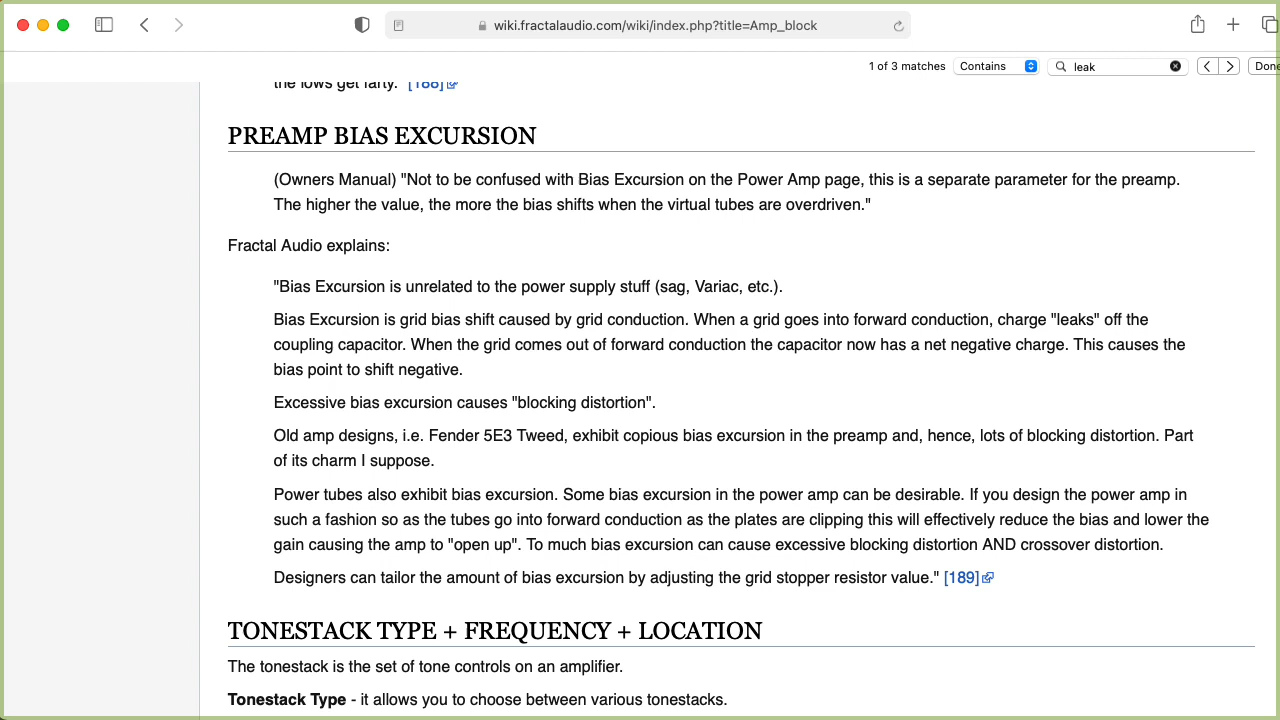 wiki.fractalaudio.com/wiki/index.php?title=Amp_block
1 of 3 matches Contains leak Done
the lows get farty. [188]
PREAMP BIAS EXCURSION
(Owners Manual) "Not to be confused with Bias Excursion on the Power Amp page, this is a separate parameter for the preamp.
The higher the value, the more the bias shifts when the virtual tubes are overdriven."
Fractal Audio explains:
"Bias Excursion is unrelated to the power supply stuff (sag, Variac, etc.).
Bias Excursion is grid bias shift caused by grid conduction. When a grid goes into forward conduction, charge "leaks" off the
coupling capacitor. When the grid comes out of forward conduction the capacitor now has a net negative charge. This causes the
bias point to shift negative.
Excessive bias excursion causes "blocking distortion".
Old amp designs, i.e. Fender 5E3 Tweed, exhibit copious bias excursion in the preamp and, hence, lots of blocking distortion. Part
of its charm I suppose.
Power tubes also exhibit bias excursion. Some bias excursion in the power amp can be desirable. If you design the power amp in
such a fashion so as the tubes go into forward conduction as the plates are clipping this will effectively reduce the bias and lower the
gain causing the amp to "open up". To much bias excursion can cause excessive blocking distortion AND crossover distortion.
Designers can tailor the amount of bias excursion by adjusting the grid stopper resistor value." [189]
TONESTACK TYPE + FREQUENCY + LOCATION
The tonestack is the set of tone controls on an amplifier.
Tonestack Type - it allows you to choose between various tonestacks.